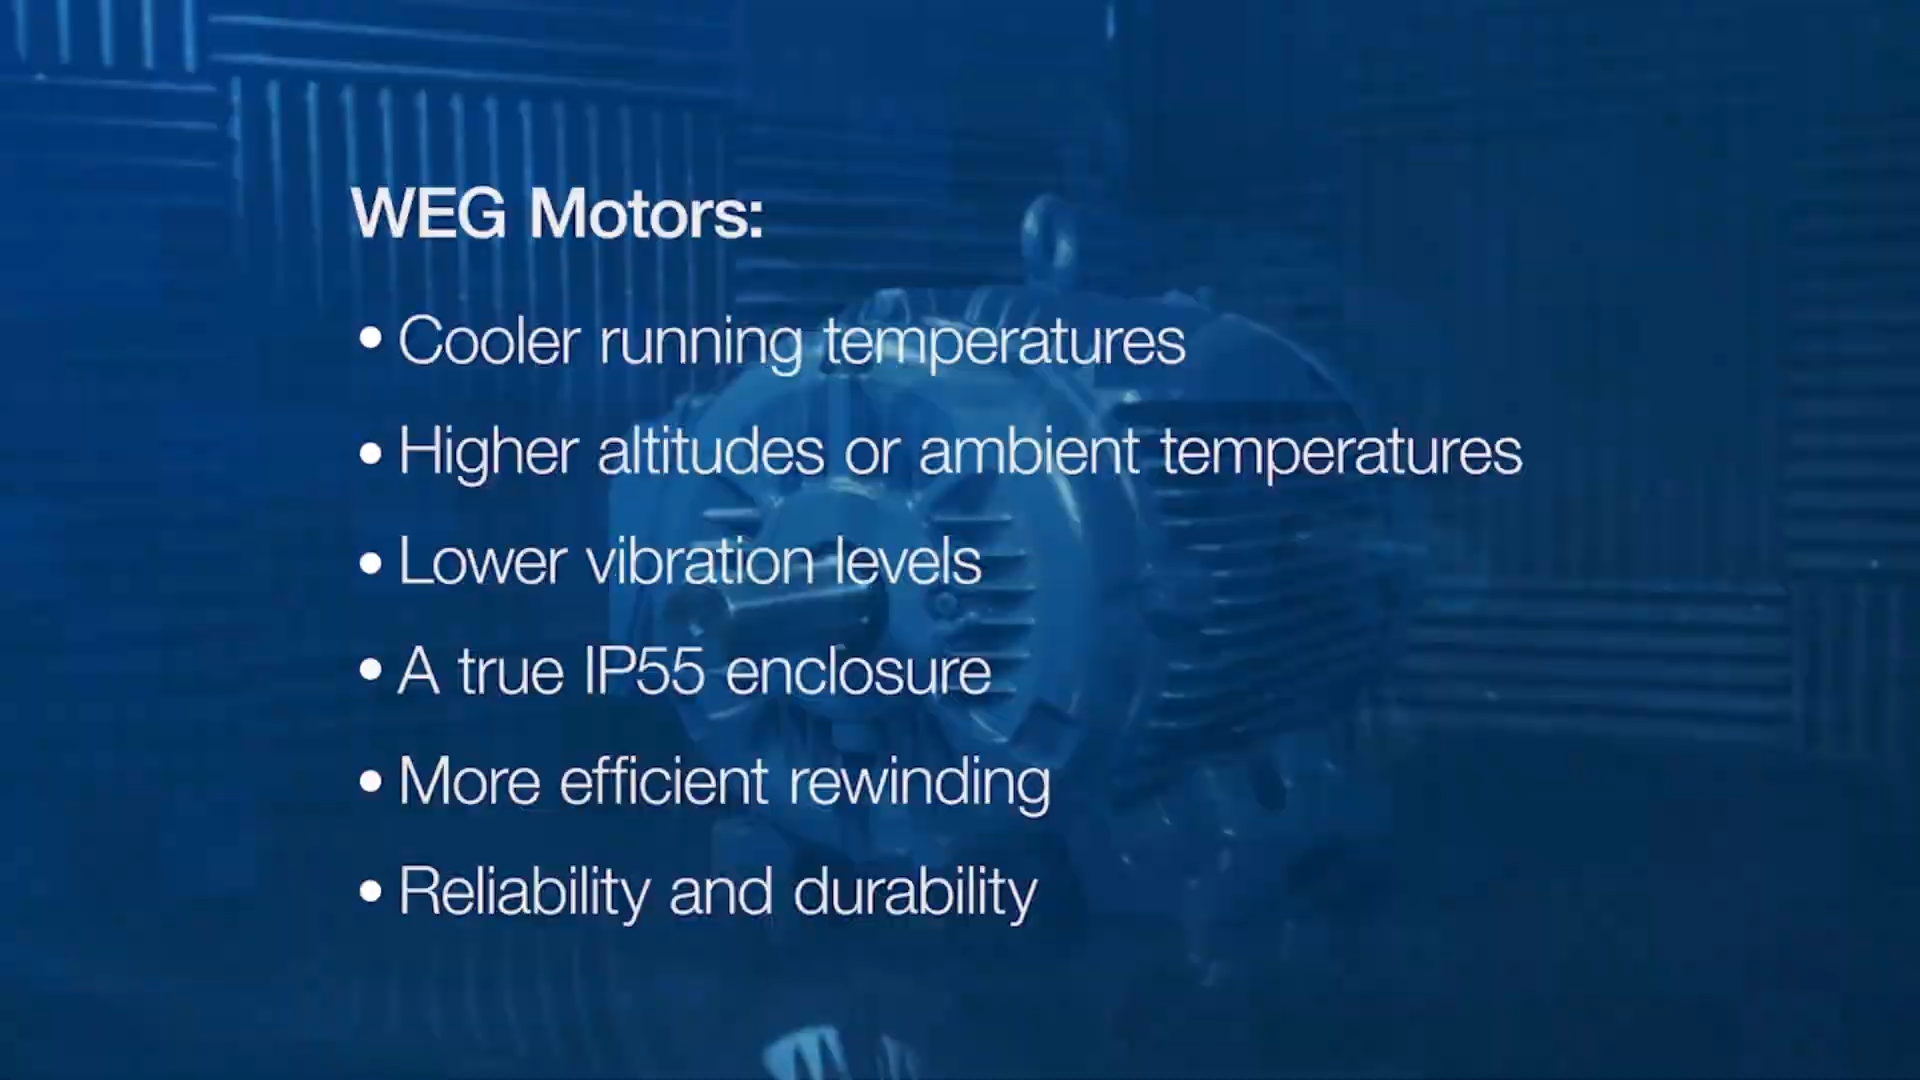 WEG Motors:
• Cooler running temperatures
• Higher altitudes or ambient temperatures
• Lower vibration levels
• A true IP55 enclosure
• More efficient rewinding
• Reliability and durability